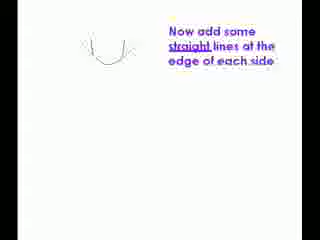 Now add some
straight lines at the
edge of each side